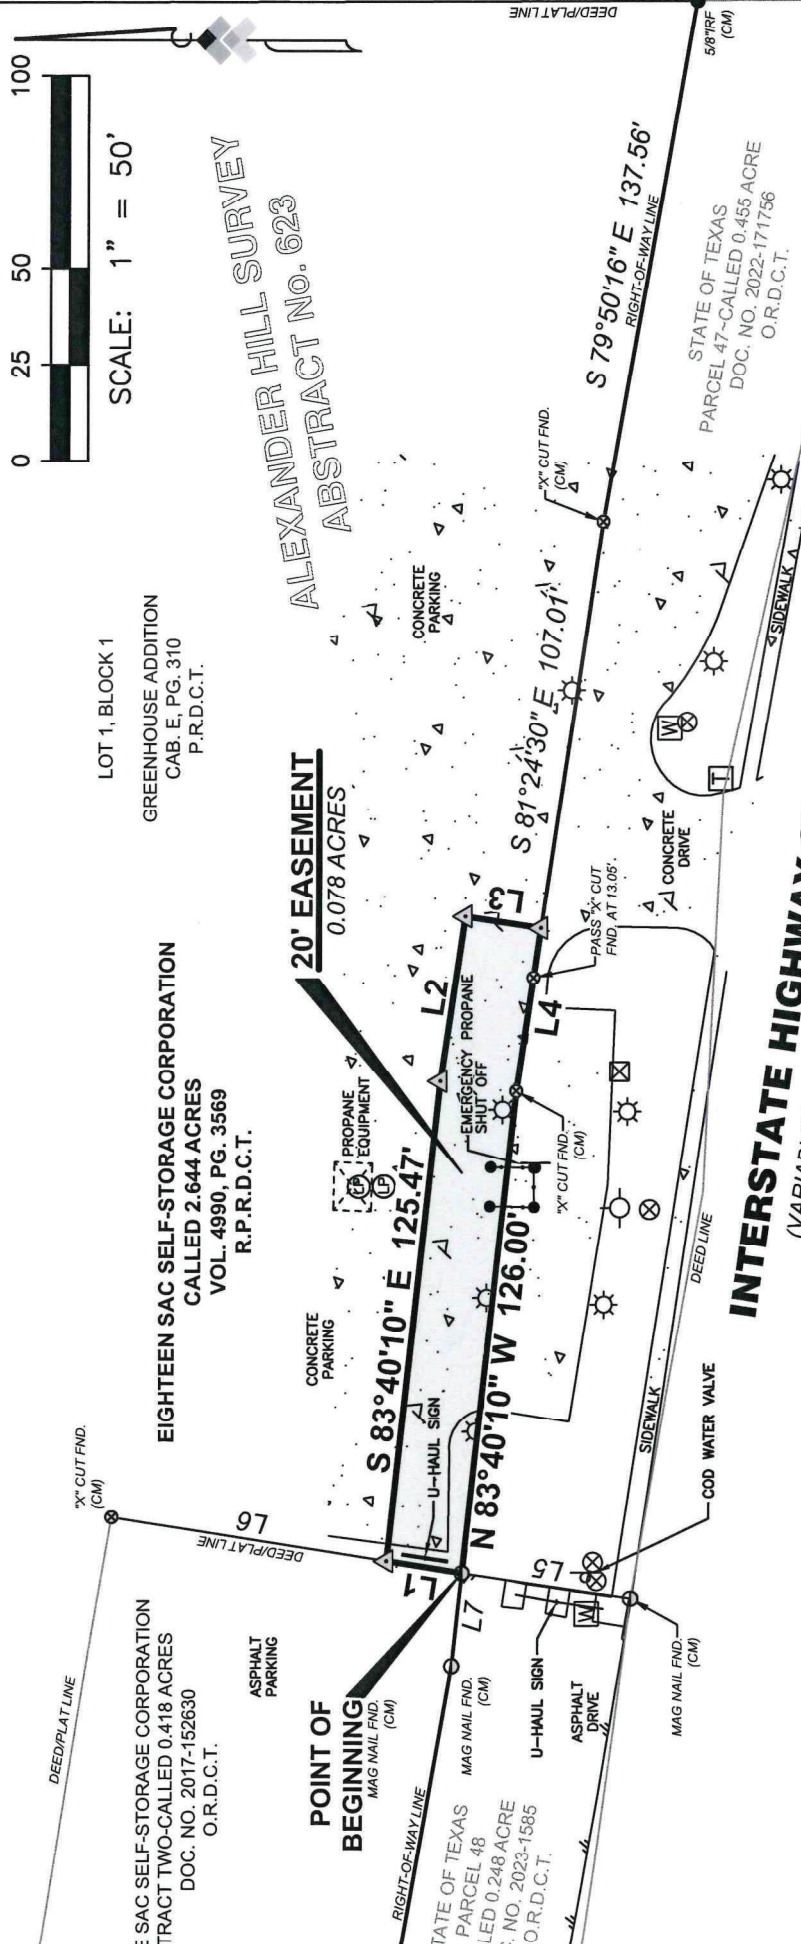 0
25
50
100
SCALE: 1" = 50'
ALEXANDER HILL SURVEY
ABSTRACT No. 623
LOT 1, BLOCK 1
GREENHOUSE ADDITION
CAB. E, PG. 310
P.R.D.C.T.
EIGHTEEN SAC SELF-STORAGE CORPORATION
CALLED 2.644 ACRES
VOL. 4990, PG. 3569
R.P.R.D.C.T.
20' EASEMENT
0.078 ACRES
"X" CUT FND.
(CM)
DEED/PLAT LINE
L6
DEED/PLAT LINE
SAC SELF-STORAGE CORPORATION
TRACT TWO-CALLED 0.418 ACRES
DOC. NO. 2017-152630
O.R.D.C.T.
ASPHALT
PARKING
CONCRETE
PARKING
PROPANE
EQUIPMENT
LP
LP
CONCRETE
PARKING
S 83°40'10" E 125.47'
L2
L3
L1
U-HAUL SIGN
EMERGENCY PROPANE
SHUT OFF
N 83°40'10" W 126.00'
L4
"X" CUT FND.
(CM)
PASS "X" CUT
FND. AT 13.05'
S 81°24'30" E 107.01'
"X" CUT FND.
(CM)
S 79°50'16" E 137.56'
RIGHT-OF-WAY LINE
DEED/PLAT LINE
5/8"IRF
(CM)
STATE OF TEXAS
PARCEL 47~CALLED 0.455 ACRE
DOC. NO. 2022-171756
O.R.D.C.T.
POINT OF
BEGINNING
MAG NAIL FND.
(CM)
L7
MAG NAIL FND.
(CM)
L5
RIGHT-OF-WAY LINE
PARCEL 48
0.248 ACRE
NO. 2023-1585
O.R.D.C.T.
U-HAUL SIGN
ASPHALT
DRIVE
W
MAG NAIL FND.
(CM)
COD WATER VALVE
SIDEWALK
DEED LINE
CONCRETE
DRIVE
T
W
SIDEWALK
INTERSTATE HIGHWAY